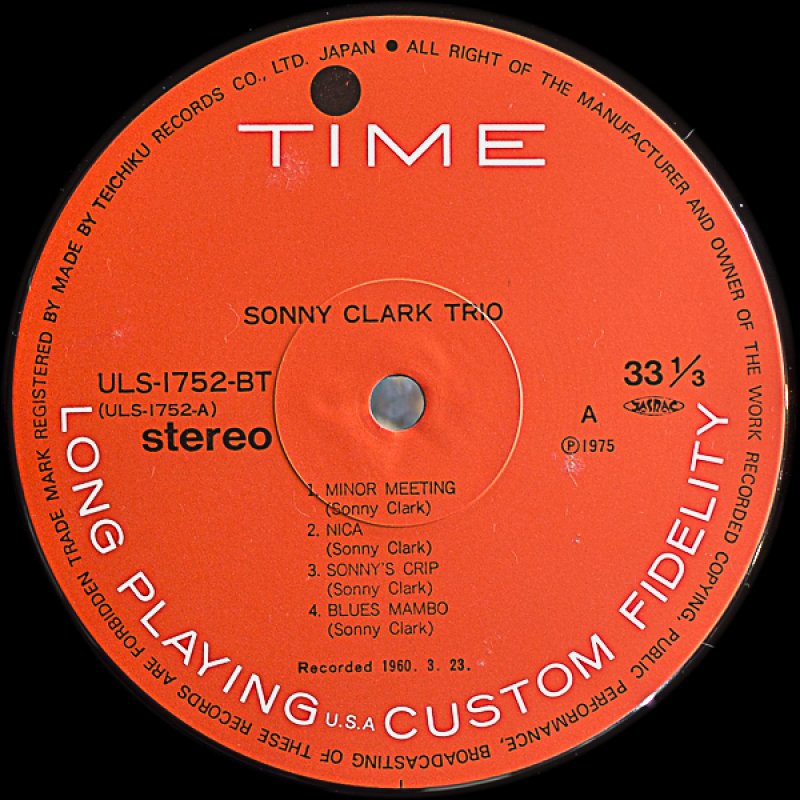 TRADE MARK REGISTERED BY MADE BY TEICHIKU RECORDS CO., LTD. JAPAN ● ALL RIGHT OF THE MANUFACTURER AND OWNER OF THE WORK RECORDED COPYING, PUBLIC PERFORMANCE, BROADCASTING OF THESE RECORDS ARE FORBIDDEN
TIME
SONNY CLARK TRIO
ULS-1752-BT
(ULS-1752-A)
stereo
33 1/3
JASRAC
A
Ⓟ1975
1. MINOR MEETING
(Sonny Clark)
2. NICA
(Sonny Clark)
3. SONNY'S CRIP
(Sonny Clark)
4. BLUES MAMBO
(Sonny Clark)
Recorded 1960. 3. 23.
LONG PLAYING U.S.A CUSTOM FIDELITY